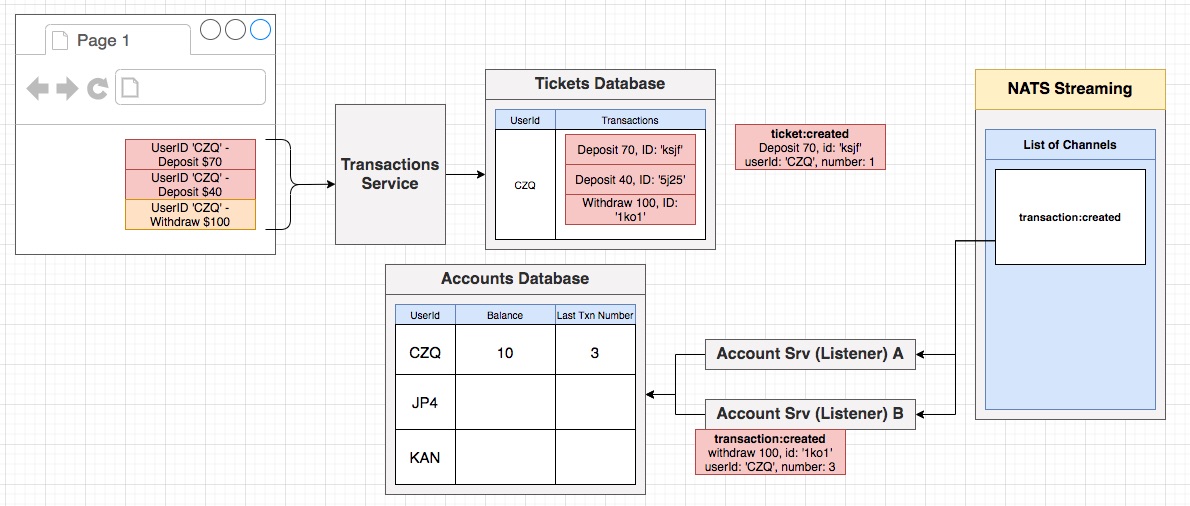 Page 1
UserID 'CZQ' -
Deposit $70
UserID 'CZQ' -
Deposit $40
UserID 'CZQ' -
Withdraw $100
Transactions
Service
Tickets Database
UserId Transactions
CZQ
Deposit 70, ID: 'ksjf'
Deposit 40, ID: '5j25'
Withdraw 100, ID:
'1ko1'
ticket:created
Deposit 70, id: 'ksjf'
userId: 'CZQ', number: 1
NATS Streaming
List of Channels
transaction:created
Accounts Database
UserId Balance Last Txn Number
CZQ 10 3
JP4
KAN
Account Srv (Listener) A
Account Srv (Listener) B
transaction:created
withdraw 100, id: '1ko1'
userId: 'CZQ', number: 3